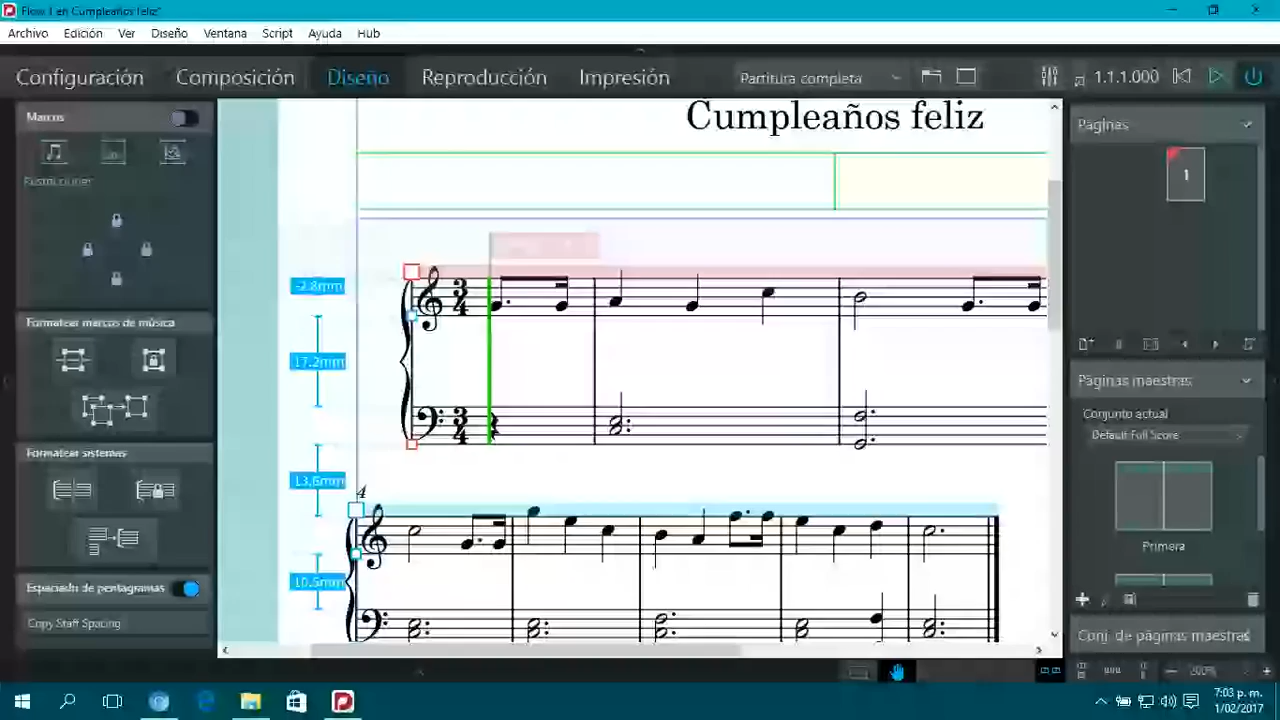 Flow 1 en Cumpleaños feliz*
Archivo Edición Ver Diseño Ventana Script Ayuda Hub
Configuración Composición Diseño Reproducción Impresión Partitura completa 1.1.1.000
Marcos
Formatear marcos de música
Formatear sistemas
Espaciado de pentagramas
Copy Staff Spacing
Cumpleaños feliz
-2.8mm
17.2mm
13.6mm
4
10.5mm
Páginas
1
Páginas maestras
Conjunto actual
Default Full Score
Primera
Conj. de páginas maestras
200%
7:03 p. m.
1/02/2017